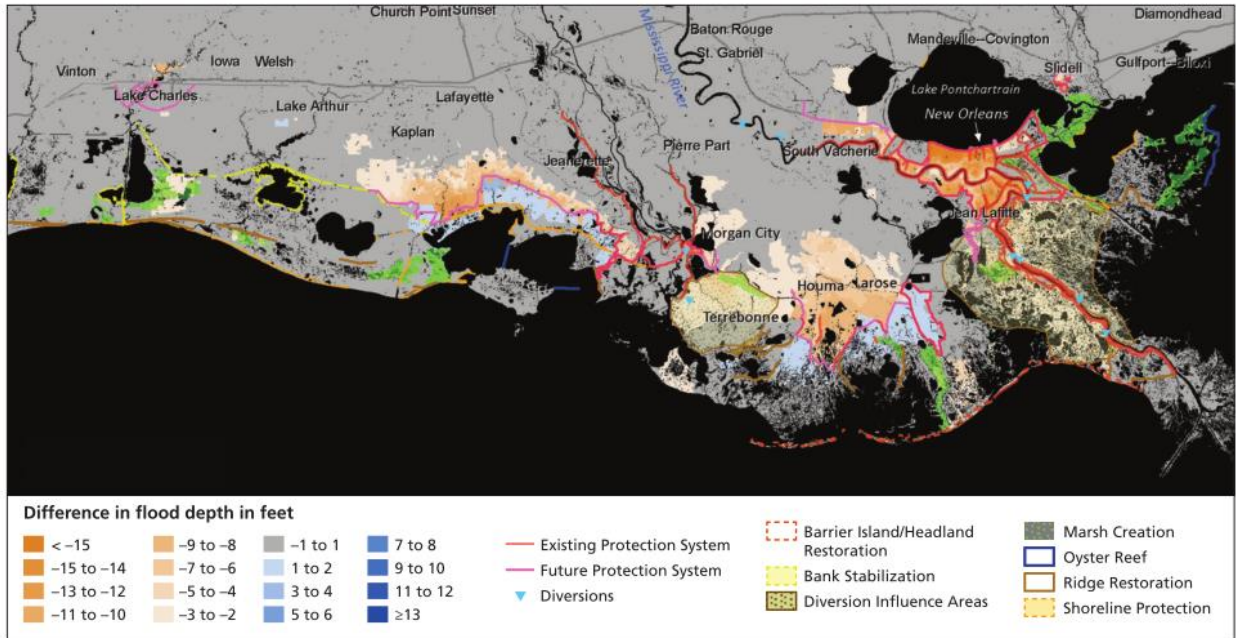 Church Point
Sunset
Diamondhead
Baton Rouge
St. Gabriel
Mississippi River
Mandeville–Covington
Iowa
Welsh
Vinton
Slidell
Gulfport–Biloxi
Lake Charles
Lake Arthur
Lafayette
Lake Pontchartrain
New Orleans
Kaplan
Jeanerette
Pierre Part
South Vacherie
Jean Lafitte
Morgan City
Houma
Larose
Terrebonne
Difference in flood depth in feet
< –15
–15 to –14
–13 to –12
–11 to –10
–9 to –8
–7 to –6
–5 to –4
–3 to –2
–1 to 1
1 to 2
3 to 4
5 to 6
7 to 8
9 to 10
11 to 12
≥13
Existing Protection System
Future Protection System
Diversions
Barrier Island/Headland
Restoration
Bank Stabilization
Diversion Influence Areas
Marsh Creation
Oyster Reef
Ridge Restoration
Shoreline Protection